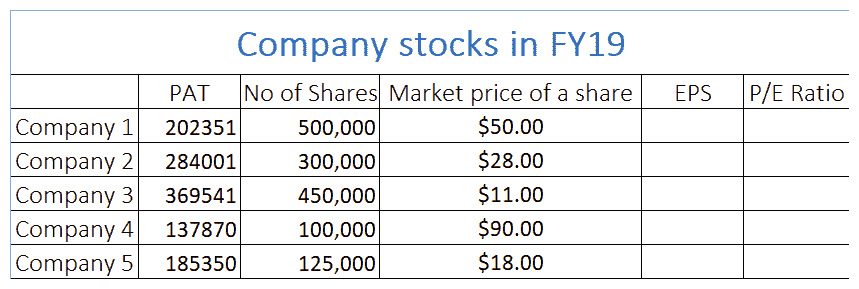 Company stocks in FY19
PAT No of Shares Market price of a share EPS P/E Ratio
Company 1 202351 500,000 $50.00
Company 2 284001 300,000 $28.00
Company 3 369541 450,000 $11.00
Company 4 137870 100,000 $90.00
Company 5 185350 125,000 $18.00